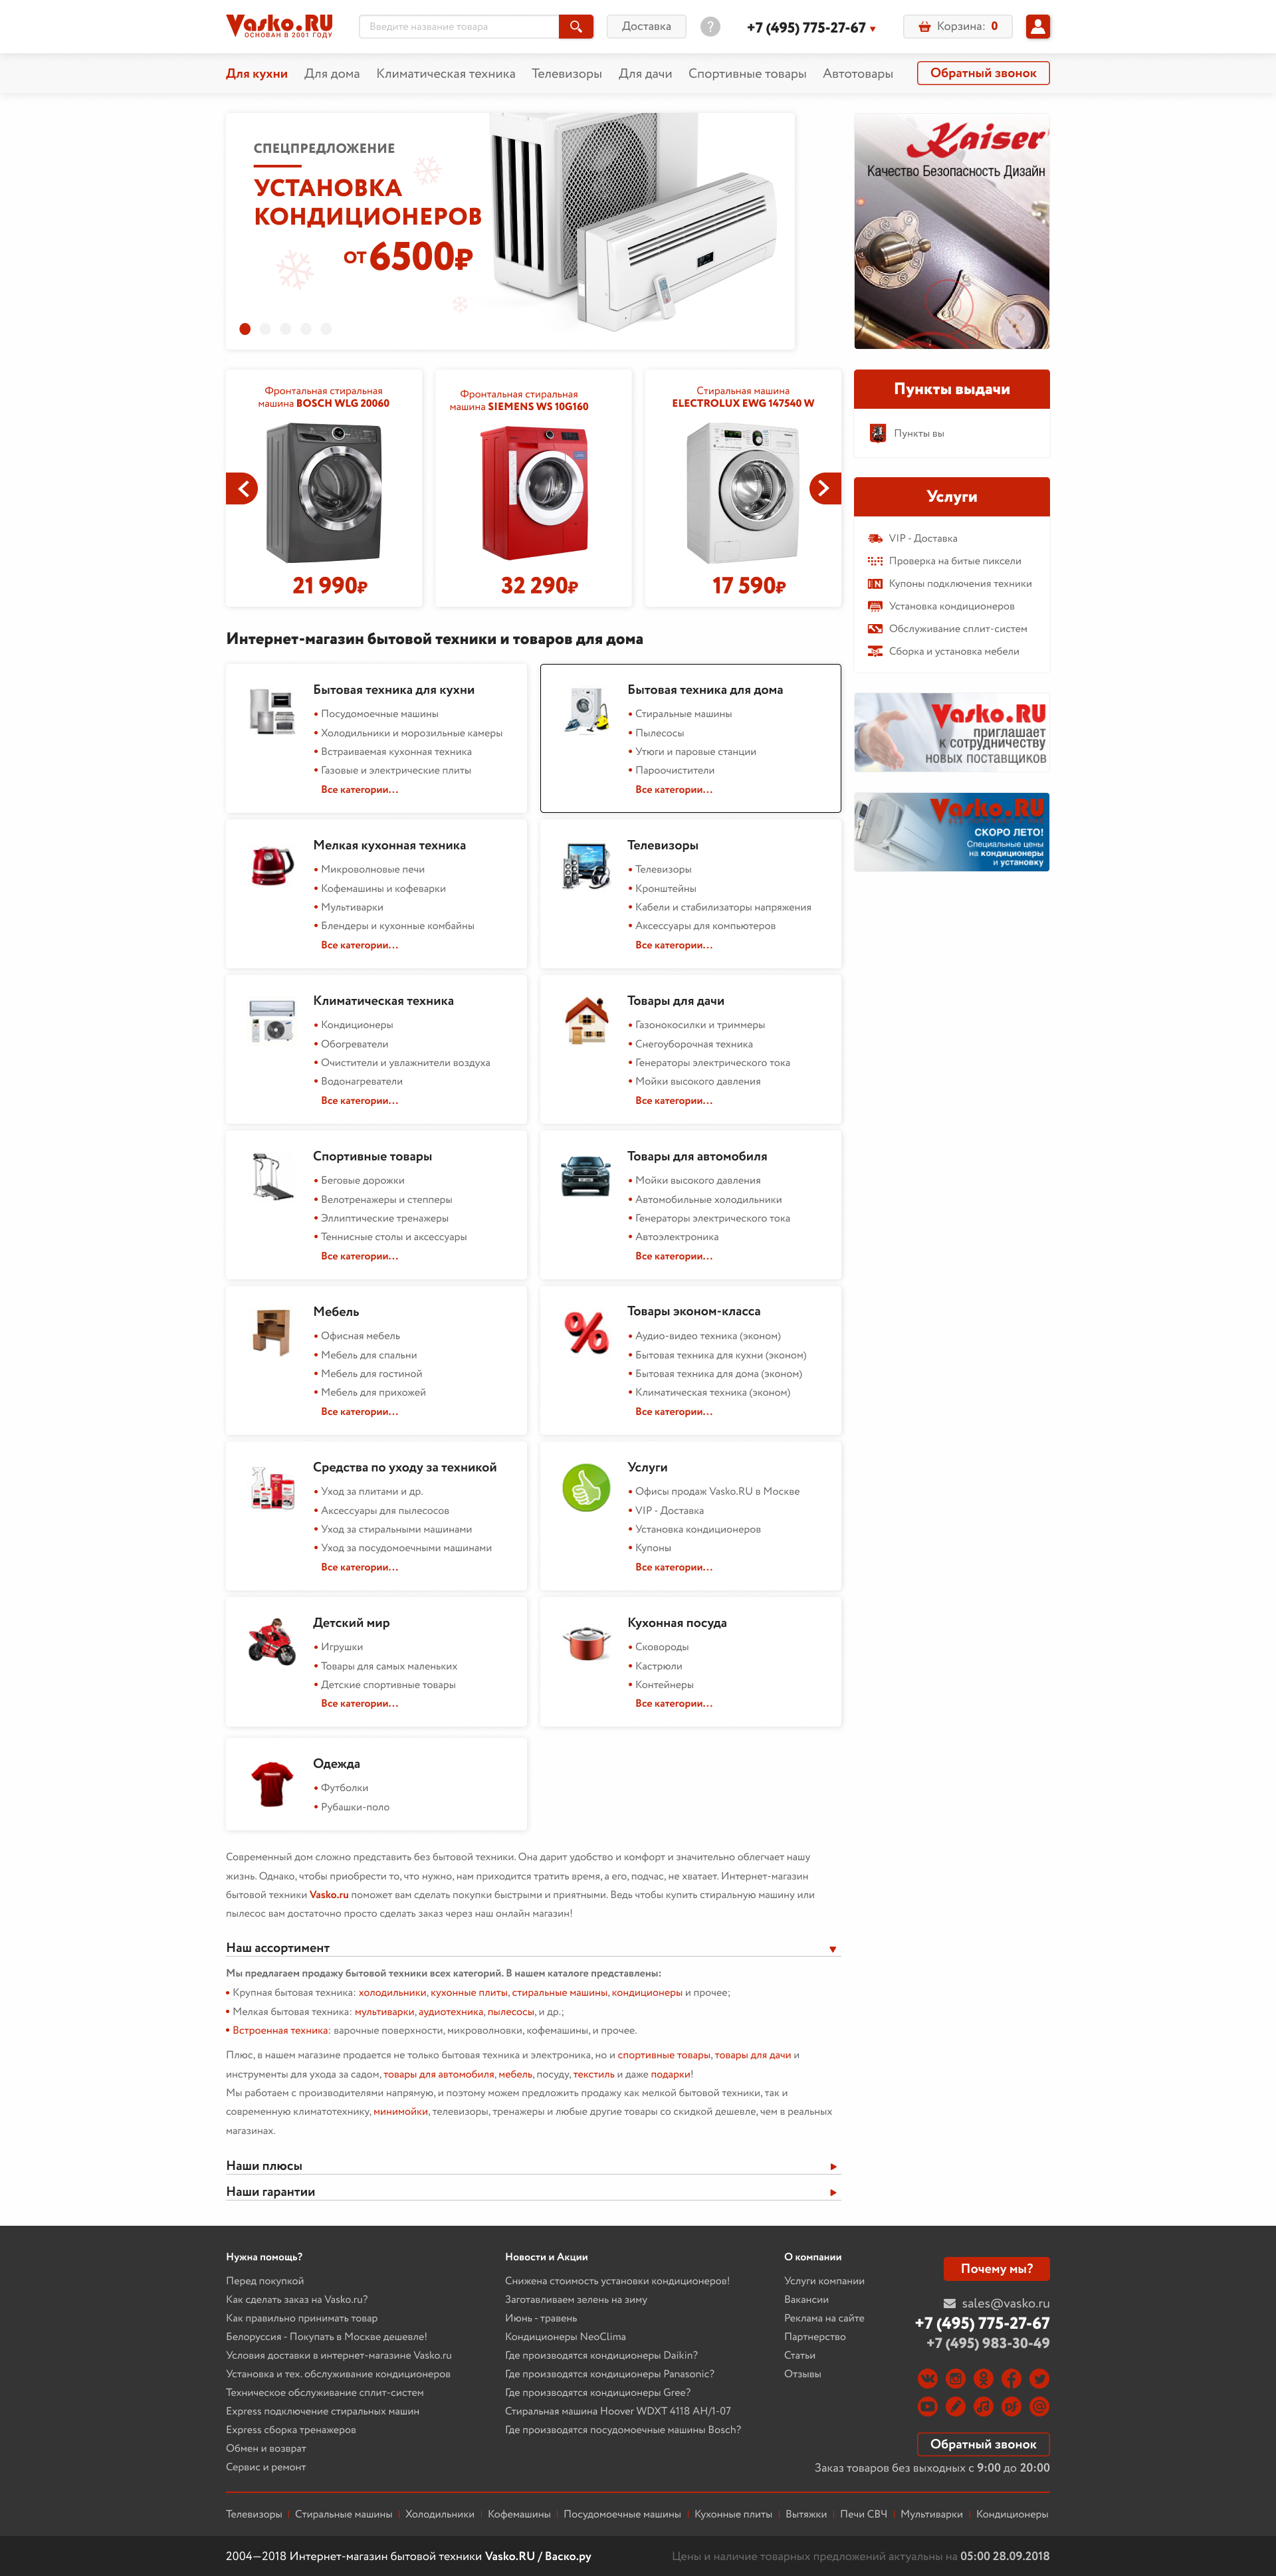 Vasko.RU
ОСНОВАН В 2001 ГОДУ
Введите название товара
Доставка
?
+7 (495) 775-27-67
Корзина: 0
Для кухни
Для дома
Климатическая техника
Телевизоры
Для дачи
Спортивные товары
Автотовары
Обратный звонок
СПЕЦПРЕДЛОЖЕНИЕ
УСТАНОВКА
КОНДИЦИОНЕРОВ
ОТ 6500₽
Kaiser
Качество Безопасность Дизайн
Фронтальная стиральная
машина BOSCH WLG 20060
21 990₽
Фронтальная стиральная
машина SIEMENS WS 10G160
32 290₽
Стиральная машина
ELECTROLUX EWG 147540 W
17 590₽
Пункты выдачи
Пункты вы
Услуги
VIP - Доставка
Проверка на битые пиксели
Купоны подключения техники
Установка кондиционеров
Обслуживание сплит-систем
Сборка и установка мебели
Vasko.RU
приглашает
к сотрудничеству
новых поставщиков
Vasko.RU
СКОРО ЛЕТО!
Специальные цены
на кондиционеры
и установку
Интернет-магазин бытовой техники и товаров для дома
Бытовая техника для кухни
Посудомоечные машины
Холодильники и морозильные камеры
Встраиваемая кухонная техника
Газовые и электрические плиты
Все категории...
Бытовая техника для дома
Стиральные машины
Пылесосы
Утюги и паровые станции
Пароочистители
Все категории...
Мелкая кухонная техника
Микроволновые печи
Кофемашины и кофеварки
Мультиварки
Блендеры и кухонные комбайны
Все категории...
Телевизоры
Телевизоры
Кронштейны
Кабели и стабилизаторы напряжения
Аксессуары для компьютеров
Все категории...
Климатическая техника
Кондиционеры
Обогреватели
Очистители и увлажнители воздуха
Водонагреватели
Все категории...
Товары для дачи
Газонокосилки и триммеры
Снегоуборочная техника
Генераторы электрического тока
Мойки высокого давления
Все категории...
Спортивные товары
Беговые дорожки
Велотренажеры и степперы
Эллиптические тренажеры
Теннисные столы и аксессуары
Все категории...
Товары для автомобиля
Мойки высокого давления
Автомобильные холодильники
Генераторы электрического тока
Автоэлектроника
Все категории...
Мебель
Офисная мебель
Мебель для спальни
Мебель для гостиной
Мебель для прихожей
Все категории...
Товары эконом-класса
Аудио-видео техника (эконом)
Бытовая техника для кухни (эконом)
Бытовая техника для дома (эконом)
Климатическая техника (эконом)
Все категории...
Средства по уходу за техникой
Уход за плитами и др.
Аксессуары для пылесосов
Уход за стиральными машинами
Уход за посудомоечными машинами
Все категории...
Услуги
Офисы продаж Vasko.RU в Москве
VIP - Доставка
Установка кондиционеров
Купоны
Все категории...
Детский мир
Игрушки
Товары для самых маленьких
Детские спортивные товары
Все категории...
Кухонная посуда
Сковороды
Кастрюли
Контейнеры
Все категории...
Одежда
Футболки
Рубашки-поло
Современный дом сложно представить без бытовой техники. Она дарит удобство и комфорт и значительно облегчает нашу
жизнь. Однако, чтобы приобрести то, что нужно, нам приходится тратить время, а его, подчас, не хватает. Интернет-магазин
бытовой техники Vasko.ru поможет вам сделать покупки быстрыми и приятными. Ведь чтобы купить стиральную машину или
пылесос вам достаточно просто сделать заказ через наш онлайн магазин!
Наш ассортимент
Мы предлагаем продажу бытовой техники всех категорий. В нашем каталоге представлены:
Крупная бытовая техника: холодильники, кухонные плиты, стиральные машины, кондиционеры и прочее;
Мелкая бытовая техника: мультиварки, аудиотехника, пылесосы, и др.;
Встроенная техника: варочные поверхности, микроволновки, кофемашины, и прочее.
Плюс, в нашем магазине продается не только бытовая техника и электроника, но и спортивные товары, товары для дачи и
инструменты для ухода за садом, товары для автомобиля, мебель, посуду, текстиль и даже подарки!
Мы работаем с производителями напрямую, и поэтому можем предложить продажу как мелкой бытовой техники, так и
современную климатотехнику, минимойки, телевизоры, тренажеры и любые другие товары со скидкой дешевле, чем в реальных
магазинах.
Наши плюсы
Наши гарантии
Нужна помощь?
Перед покупкой
Как сделать заказ на Vasko.ru?
Как правильно принимать товар
Белоруссия - Покупать в Москве дешевле!
Условия доставки в интернет-магазине Vasko.ru
Установка и тех. обслуживание кондиционеров
Техническое обслуживание сплит-систем
Express подключение стиральных машин
Express сборка тренажеров
Обмен и возврат
Сервис и ремонт
Новости и Акции
Снижена стоимость установки кондиционеров!
Заготавливаем зелень на зиму
Июнь - травень
Кондиционеры NeoClima
Где производятся кондиционеры Daikin?
Где производятся кондиционеры Panasonic?
Где производятся кондиционеры Gree?
Стиральная машина Hoover WDXT 4118 AH/1-07
Где производятся посудомоечные машины Bosch?
О компании
Услуги компании
Вакансии
Реклама на сайте
Партнерство
Статьи
Отзывы
Почему мы?
sales@vasko.ru
+7 (495) 775-27-67
+7 (495) 983-30-49
Обратный звонок
Заказ товаров без выходных с 9:00 до 20:00
Телевизоры
Стиральные машины
Холодильники
Кофемашины
Посудомоечные машины
Кухонные плиты
Вытяжки
Печи СВЧ
Мультиварки
Кондиционеры
2004—2018 Интернет-магазин бытовой техники Vasko.RU / Васко.ру
Цены и наличие товарных предложений актуальны на 05:00 28.09.2018